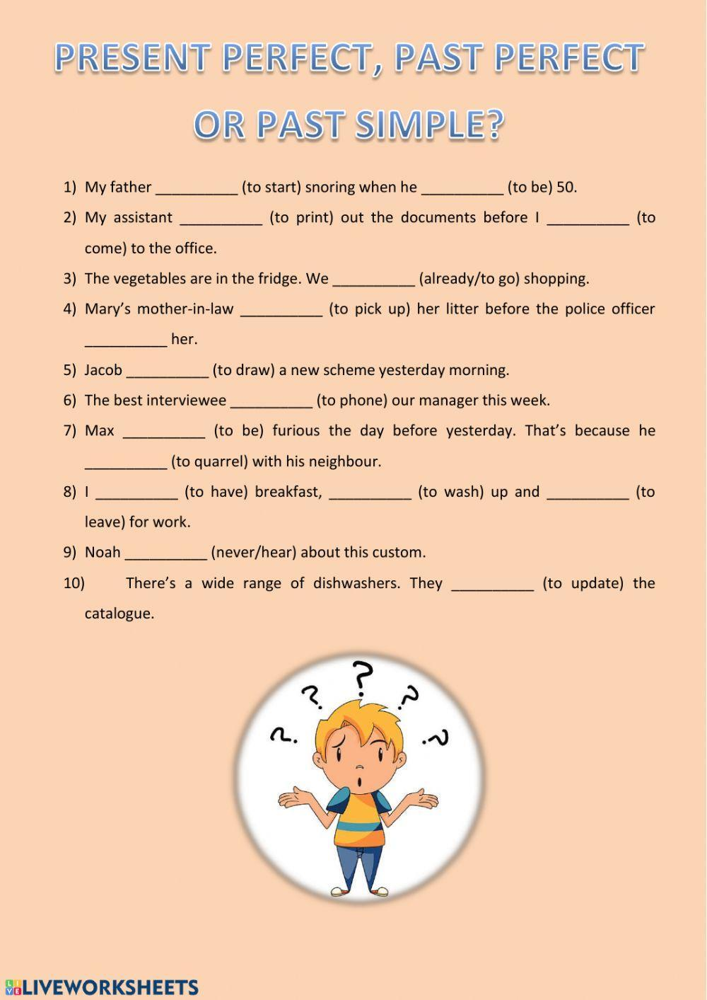 PRESENT PERFECT, PAST PERFECT
OR PAST SIMPLE?
1) My father __________ (to start) snoring when he __________ (to be) 50.
2) My assistant __________ (to print) out the documents before I __________ (to
come) to the office.
3) The vegetables are in the fridge. We __________ (already/to go) shopping.
4) Mary’s mother-in-law __________ (to pick up) her litter before the police officer
__________ her.
5) Jacob __________ (to draw) a new scheme yesterday morning.
6) The best interviewee __________ (to phone) our manager this week.
7) Max __________ (to be) furious the day before yesterday. That’s because he
__________ (to quarrel) with his neighbour.
8) I __________ (to have) breakfast, __________ (to wash) up and __________ (to
leave) for work.
9) Noah __________ (never/hear) about this custom.
10) There’s a wide range of dishwashers. They __________ (to update) the
catalogue.
? ? ? ? ?
LIVE LIVEWORKSHEETS